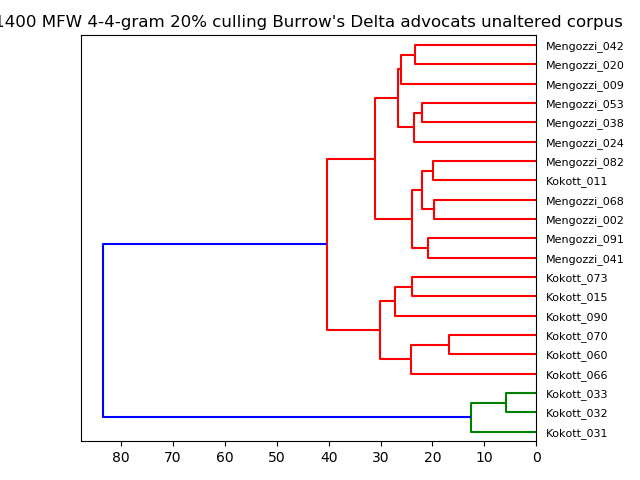 1400 MFW 4-4-gram 20% culling Burrow's Delta advocats unaltered corpus
Mengozzi_042
Mengozzi_020
Mengozzi_009
Mengozzi_053
Mengozzi_038
Mengozzi_024
Mengozzi_082
Kokott_011
Mengozzi_068
Mengozzi_002
Mengozzi_091
Mengozzi_041
Kokott_073
Kokott_015
Kokott_090
Kokott_070
Kokott_060
Kokott_066
Kokott_033
Kokott_032
Kokott_031
80 70 60 50 40 30 20 10 0